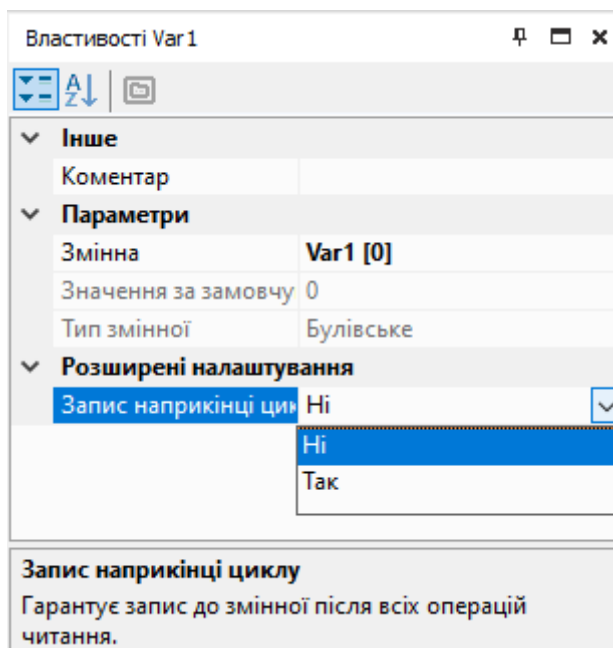 Властивості Var1
Інше
Коментар
Параметри
Змінна Var1 [0]
Значення за замовчу 0
Тип змінної Булівське
Розширені налаштування
Запис наприкінці цик Ні
Ні
Так
Запис наприкінці циклу
Гарантує запис до змінної після всіх операцій
читання.